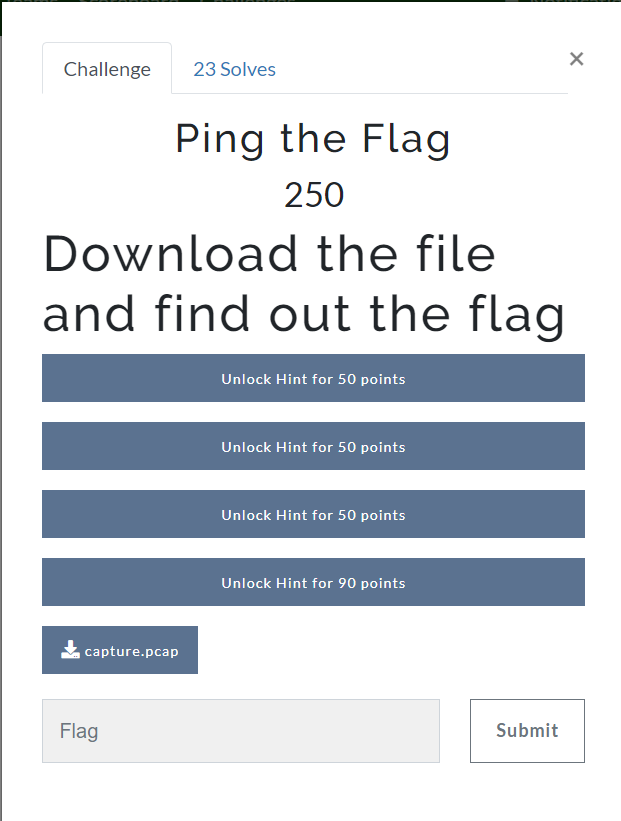 Challenge
23 Solves
×
Ping the Flag
250
Download the file
and find out the flag
Unlock Hint for 50 points
Unlock Hint for 50 points
Unlock Hint for 50 points
Unlock Hint for 90 points
capture.pcap
Flag
Submit